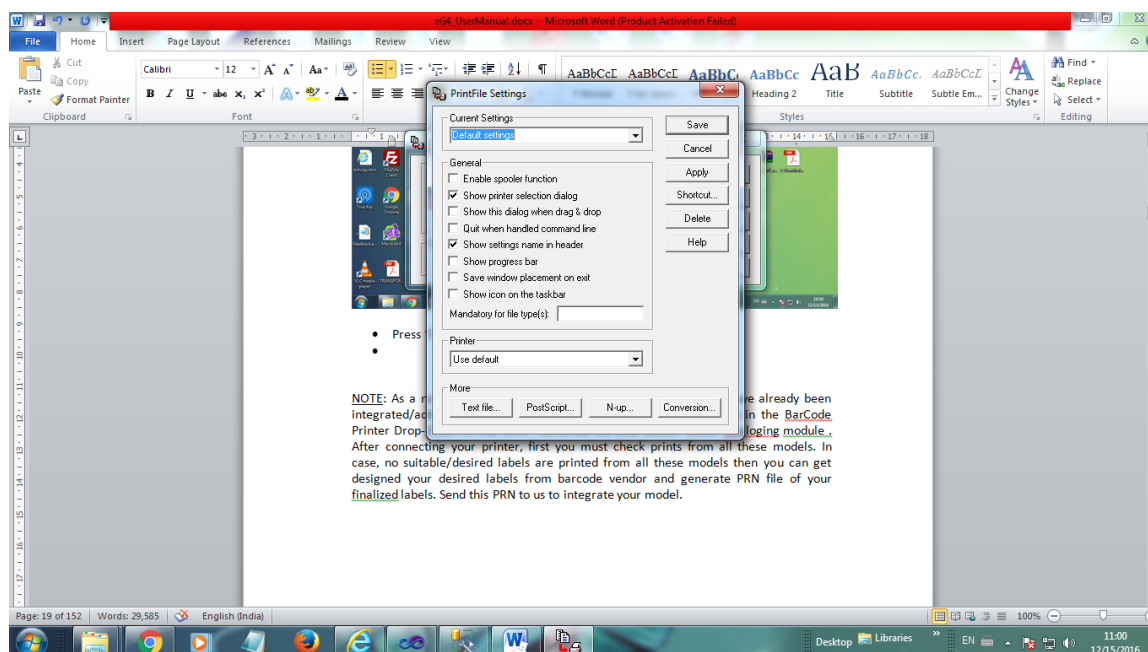 eG4_UserManual.docx - Microsoft Word (Product Activation Failed)
File Home Insert Page Layout References Mailings Review View
Paste
Cut
Copy
Format Painter
Clipboard
Calibri 12
Font
AaBbCcD AaBbCcD AaBbC AaBbCc AaB AaBbCc. AaBbCcD
Heading 2 Title Subtitle Subtle Em...
Change Styles
Styles
Find
Replace
Select
Editing
PrintFile Settings
Current Settings
Default settings
General
Enable spooler function
Show printer selection dialog
Show this dialog when drag & drop
Quit when handled command line
Show settings name in header
Show progress bar
Save window placement on exit
Show icon on the taskbar
Mandatory for file type(s):
Printer
Use default
More
Text file... PostScript... N-up... Conversion...
Save
Cancel
Apply
Shortcut...
Delete
Help
Press
NOTE: As a ve already been
integrated/ad in the BarCode
Printer Drop- loging module .
After connecting your printer, first you must check prints from all these models. In
case, no suitable/desired labels are printed from all these models then you can get
designed your desired labels from barcode vendor and generate PRN file of your
finalized labels. Send this PRN to us to integrate your model.
Page: 19 of 152 Words: 29,585 English (India) 100%
Desktop Libraries EN 11:00
12/15/2016